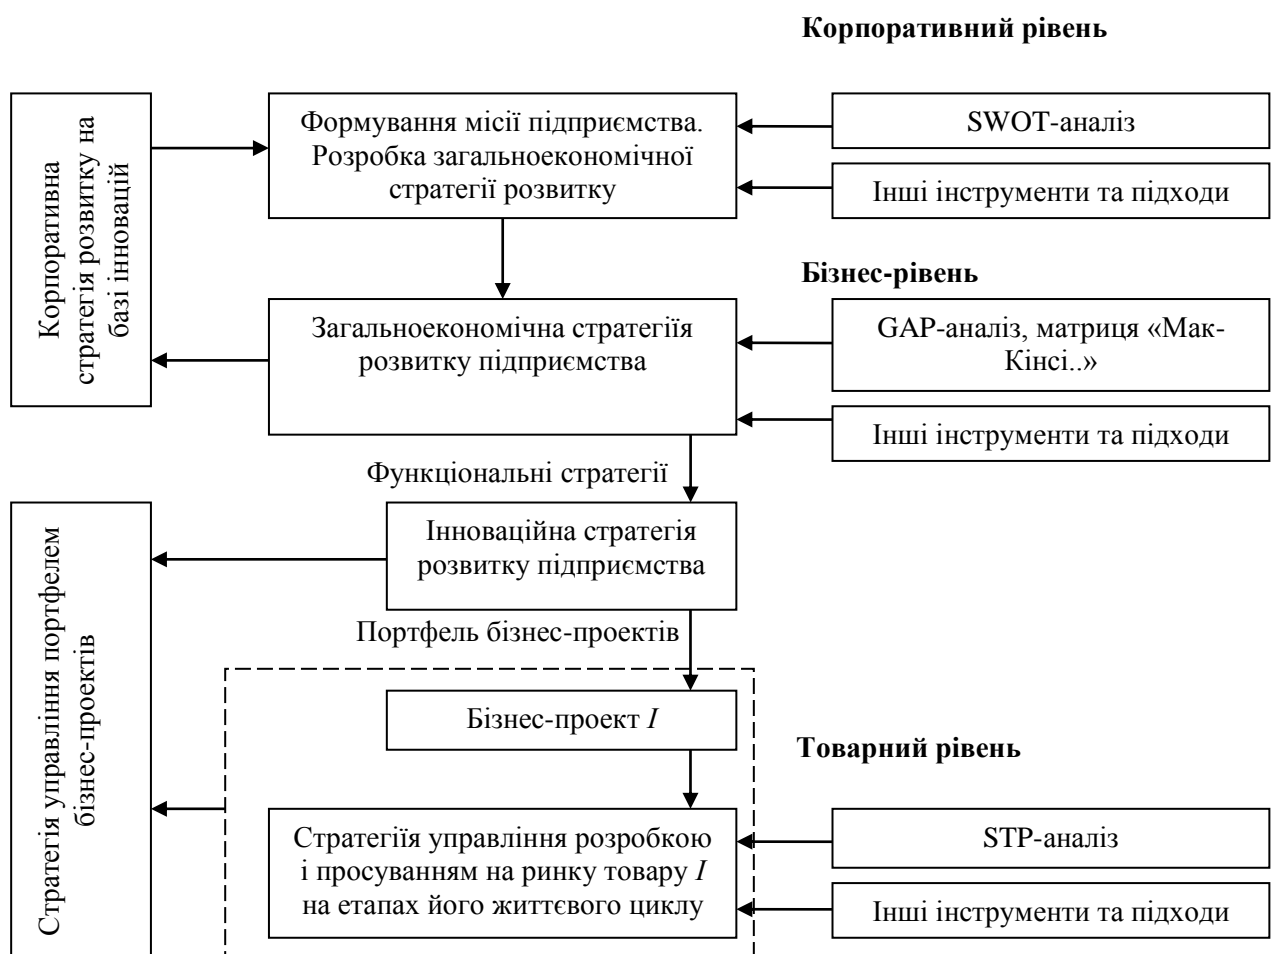 Корпоративний рівень
Корпоративна
стратегія розвитку на
базі інновацій
Формування місії підприємства.
Розробка загальноекономічної
стратегії розвитку
SWOT-аналіз
Інші інструменти та підходи
Бізнес-рівень
Загальноекономічна стратегіїя
розвитку підприємства
GAP-аналіз, матриця «Мак-
Кінсі..»
Інші інструменти та підходи
Функціональні стратегії
Стратегія управління портфелем
бізнес-проектів
Інноваційна стратегія
розвитку підприємства
Портфель бізнес-проектів
Бізнес-проект I
Товарний рівень
Стратегіїя управління розробкою
і просуванням на ринку товару I
на етапах його життєвого циклу
STP-аналіз
Інші інструменти та підходи